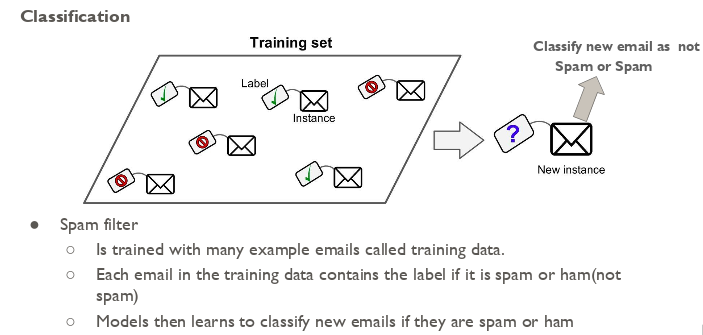 Classification
Training set
Classify new email as not
Spam or Spam
Label
Instance
?
New instance
● Spam filter
○ Is trained with many example emails called training data.
○ Each email in the training data contains the label if it is spam or ham(not
spam)
○ Models then learns to classify new emails if they are spam or ham